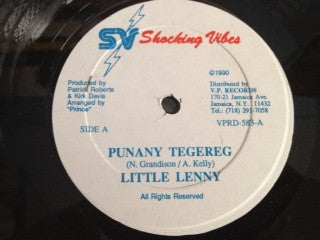 SV Shocking Vibes
©1990
Produced by
Patrick Roberts
& Kirk Davis
Arranged by
"Prince"
Distributed by
V.P. RECORDS
170-21 Jamaica Ave.
Jamaica, N.Y. 11432
Tel.: (718) 291-7058
SIDE A
VPRD-583-A
PUNANY TEGEREG
(N. Grandison / A. Kelly)
LITTLE LENNY
All Rights Reserved